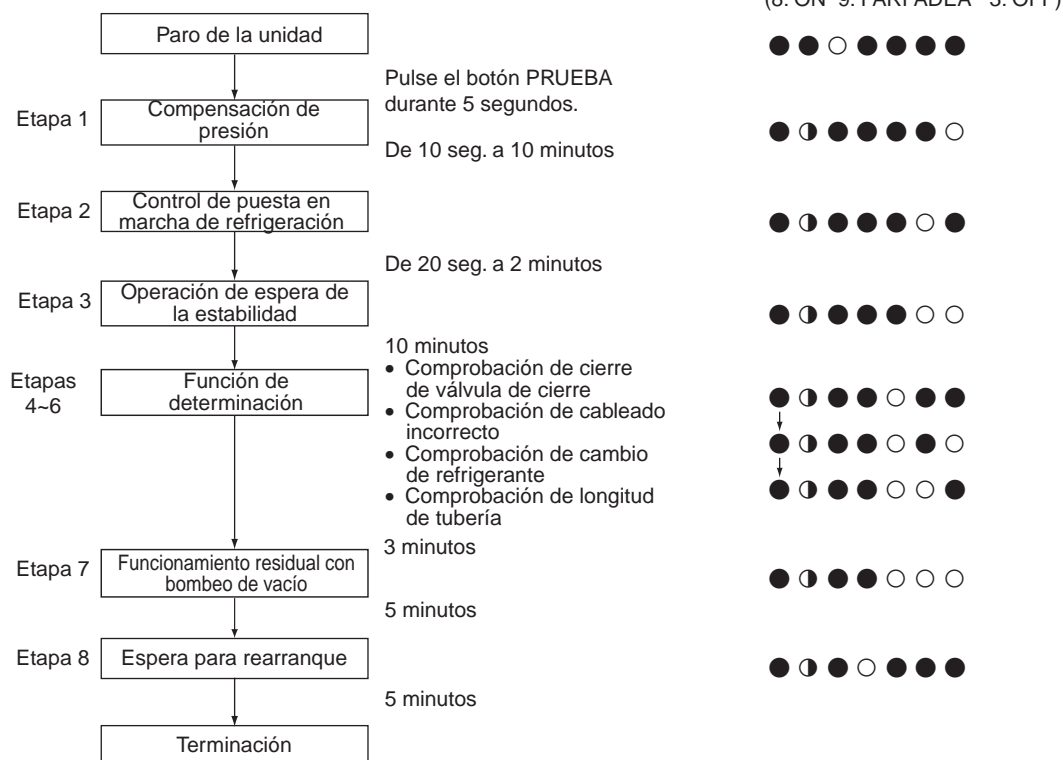 (8: ON 9: PARPADEA 3: OFF)
Paro de la unidad
Pulse el botón PRUEBA
durante 5 segundos.
Etapa 1
Compensación de
presión
De 10 seg. a 10 minutos
Etapa 2
Control de puesta en
marcha de refrigeración
De 20 seg. a 2 minutos
Etapa 3
Operación de espera de
la estabilidad
10 minutos
Etapas
4~6
Función de
determinación
• Comprobación de cierre
de válvula de cierre
• Comprobación de cableado
incorrecto
• Comprobación de cambio
de refrigerante
• Comprobación de longitud
de tubería
3 minutos
Etapa 7
Funcionamiento residual con
bombeo de vacío
5 minutos
Etapa 8
Espera para rearranque
5 minutos
Terminación